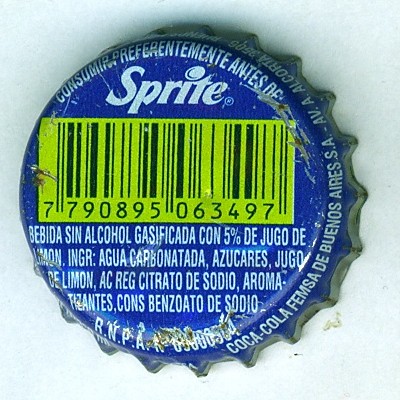 CONSUMIR PREFERENTEMENTE ANTES DE
Sprite®
7 790895 063497
BEBIDA SIN ALCOHOL GASIFICADA CON 5% DE JUGO DE
LIMON. INGR: AGUA CARBONATADA, AZUCARES, JUGO
DE LIMON, AC REG CITRATO DE SODIO, AROMA-
TIZANTES, CONS BENZOATO DE SODIO
R.N.P.A.
COCA-COLA FEMSA DE BUENOS AIRES S.A. - AV. A. ALCORTA